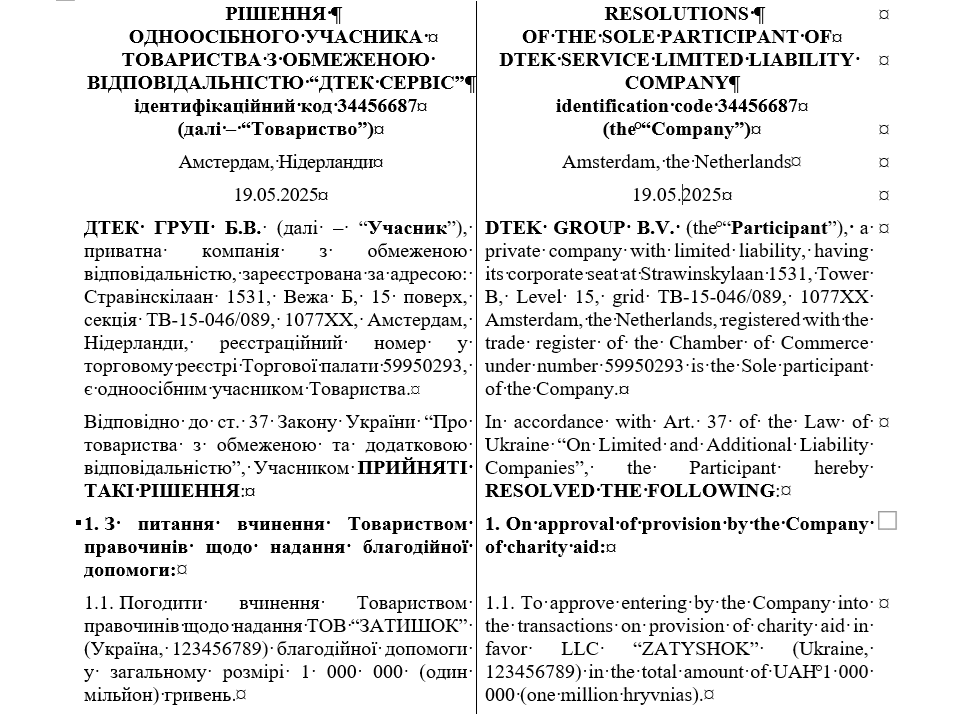 РІШЕННЯ
ОДНООСІБНОГО УЧАСНИКА
ТОВАРИСТВА З ОБМЕЖЕНОЮ
ВІДПОВІДАЛЬНІСТЮ “ДТЕК СЕРВІС”
ідентифікаційний код 34456687
(далі – “Товариство”)
Амстердам, Нідерланди
19.05.2025
ДТЕК ГРУП Б.В. (далі – “Учасник”),
приватна компанія з обмеженою
відповідальністю, зареєстрована за адресою:
Стравінскілаан 1531, Вежа Б, 15 поверх,
секція ТВ-15-046/089, 1077XX, Амстердам,
Нідерланди, реєстраційний номер у
торговому реєстрі Торгової палати 59950293,
є одноосібним учасником Товариства.
Відповідно до ст. 37 Закону України “Про
товариства з обмеженою та додатковою
відповідальністю”, Учасником ПРИЙНЯТІ
ТАКІ РІШЕННЯ:
1. З питання вчинення Товариством
правочинів щодо надання благодійної
допомоги:
1.1. Погодити вчинення Товариством
правочинів щодо надання ТОВ “ЗАТИШОК”
(Україна, 123456789) благодійної допомоги
у загальному розмірі 1 000 000 (один
мільйон) гривень.
RESOLUTIONS
OF THE SOLE PARTICIPANT OF
DTEK SERVICE LIMITED LIABILITY
COMPANY
identification code 34456687
(the “Company”)
Amsterdam, the Netherlands
19.05.2025
DTEK GROUP B.V. (the “Participant”), a
private company with limited liability, having
its corporate seat at Strawinskylaan 1531, Tower
B, Level 15, grid TB-15-046/089, 1077XX
Amsterdam, the Netherlands, registered with the
trade register of the Chamber of Commerce
under number 59950293 is the Sole participant
of the Company.
In accordance with Art. 37 of the Law of
Ukraine “On Limited and Additional Liability
Companies”, the Participant hereby
RESOLVED THE FOLLOWING:
1. On approval of provision by the Company
of charity aid:
1.1. To approve entering by the Company into
the transactions on provision of charity aid in
favor LLC “ZATYSHOK” (Ukraine,
123456789) in the total amount of UAH 1 000
000 (one million hryvnias).